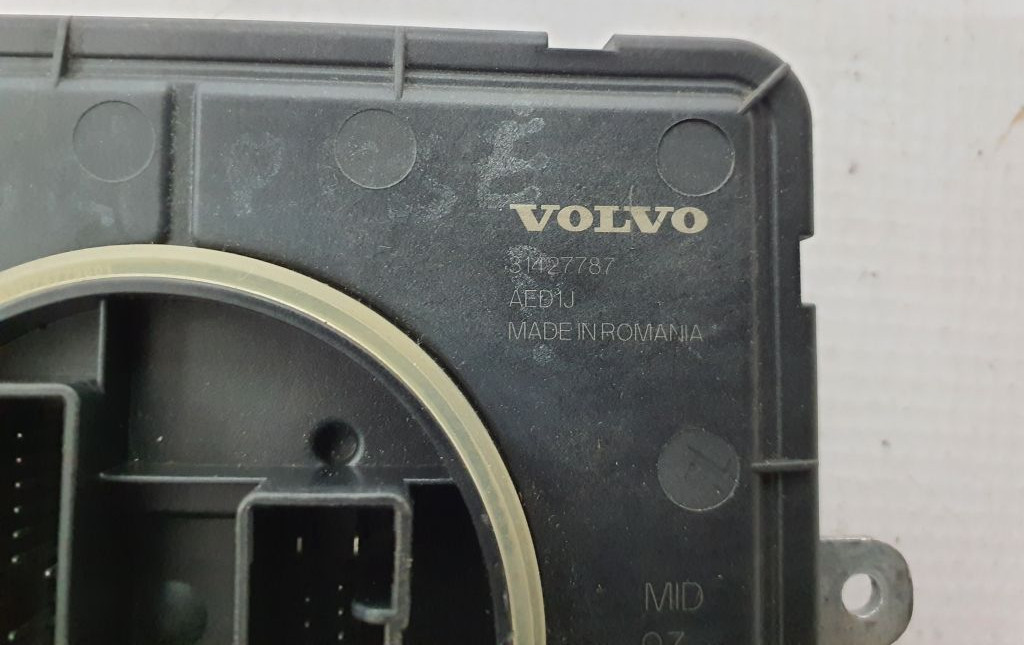 VOLVO
31427787
AED1J
MADE IN ROMANIA
MID